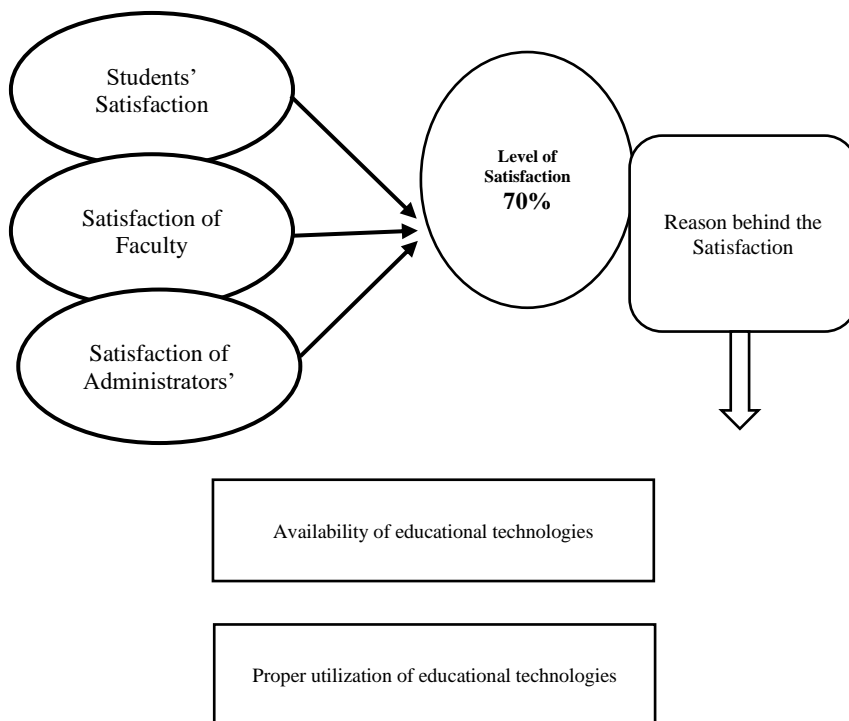 Students’
Satisfaction
Satisfaction of
Faculty
Satisfaction of
Administrators’
Level of
Satisfaction
70%
Reason behind the
Satisfaction
Availability of educational technologies
Proper utilization of educational technologies